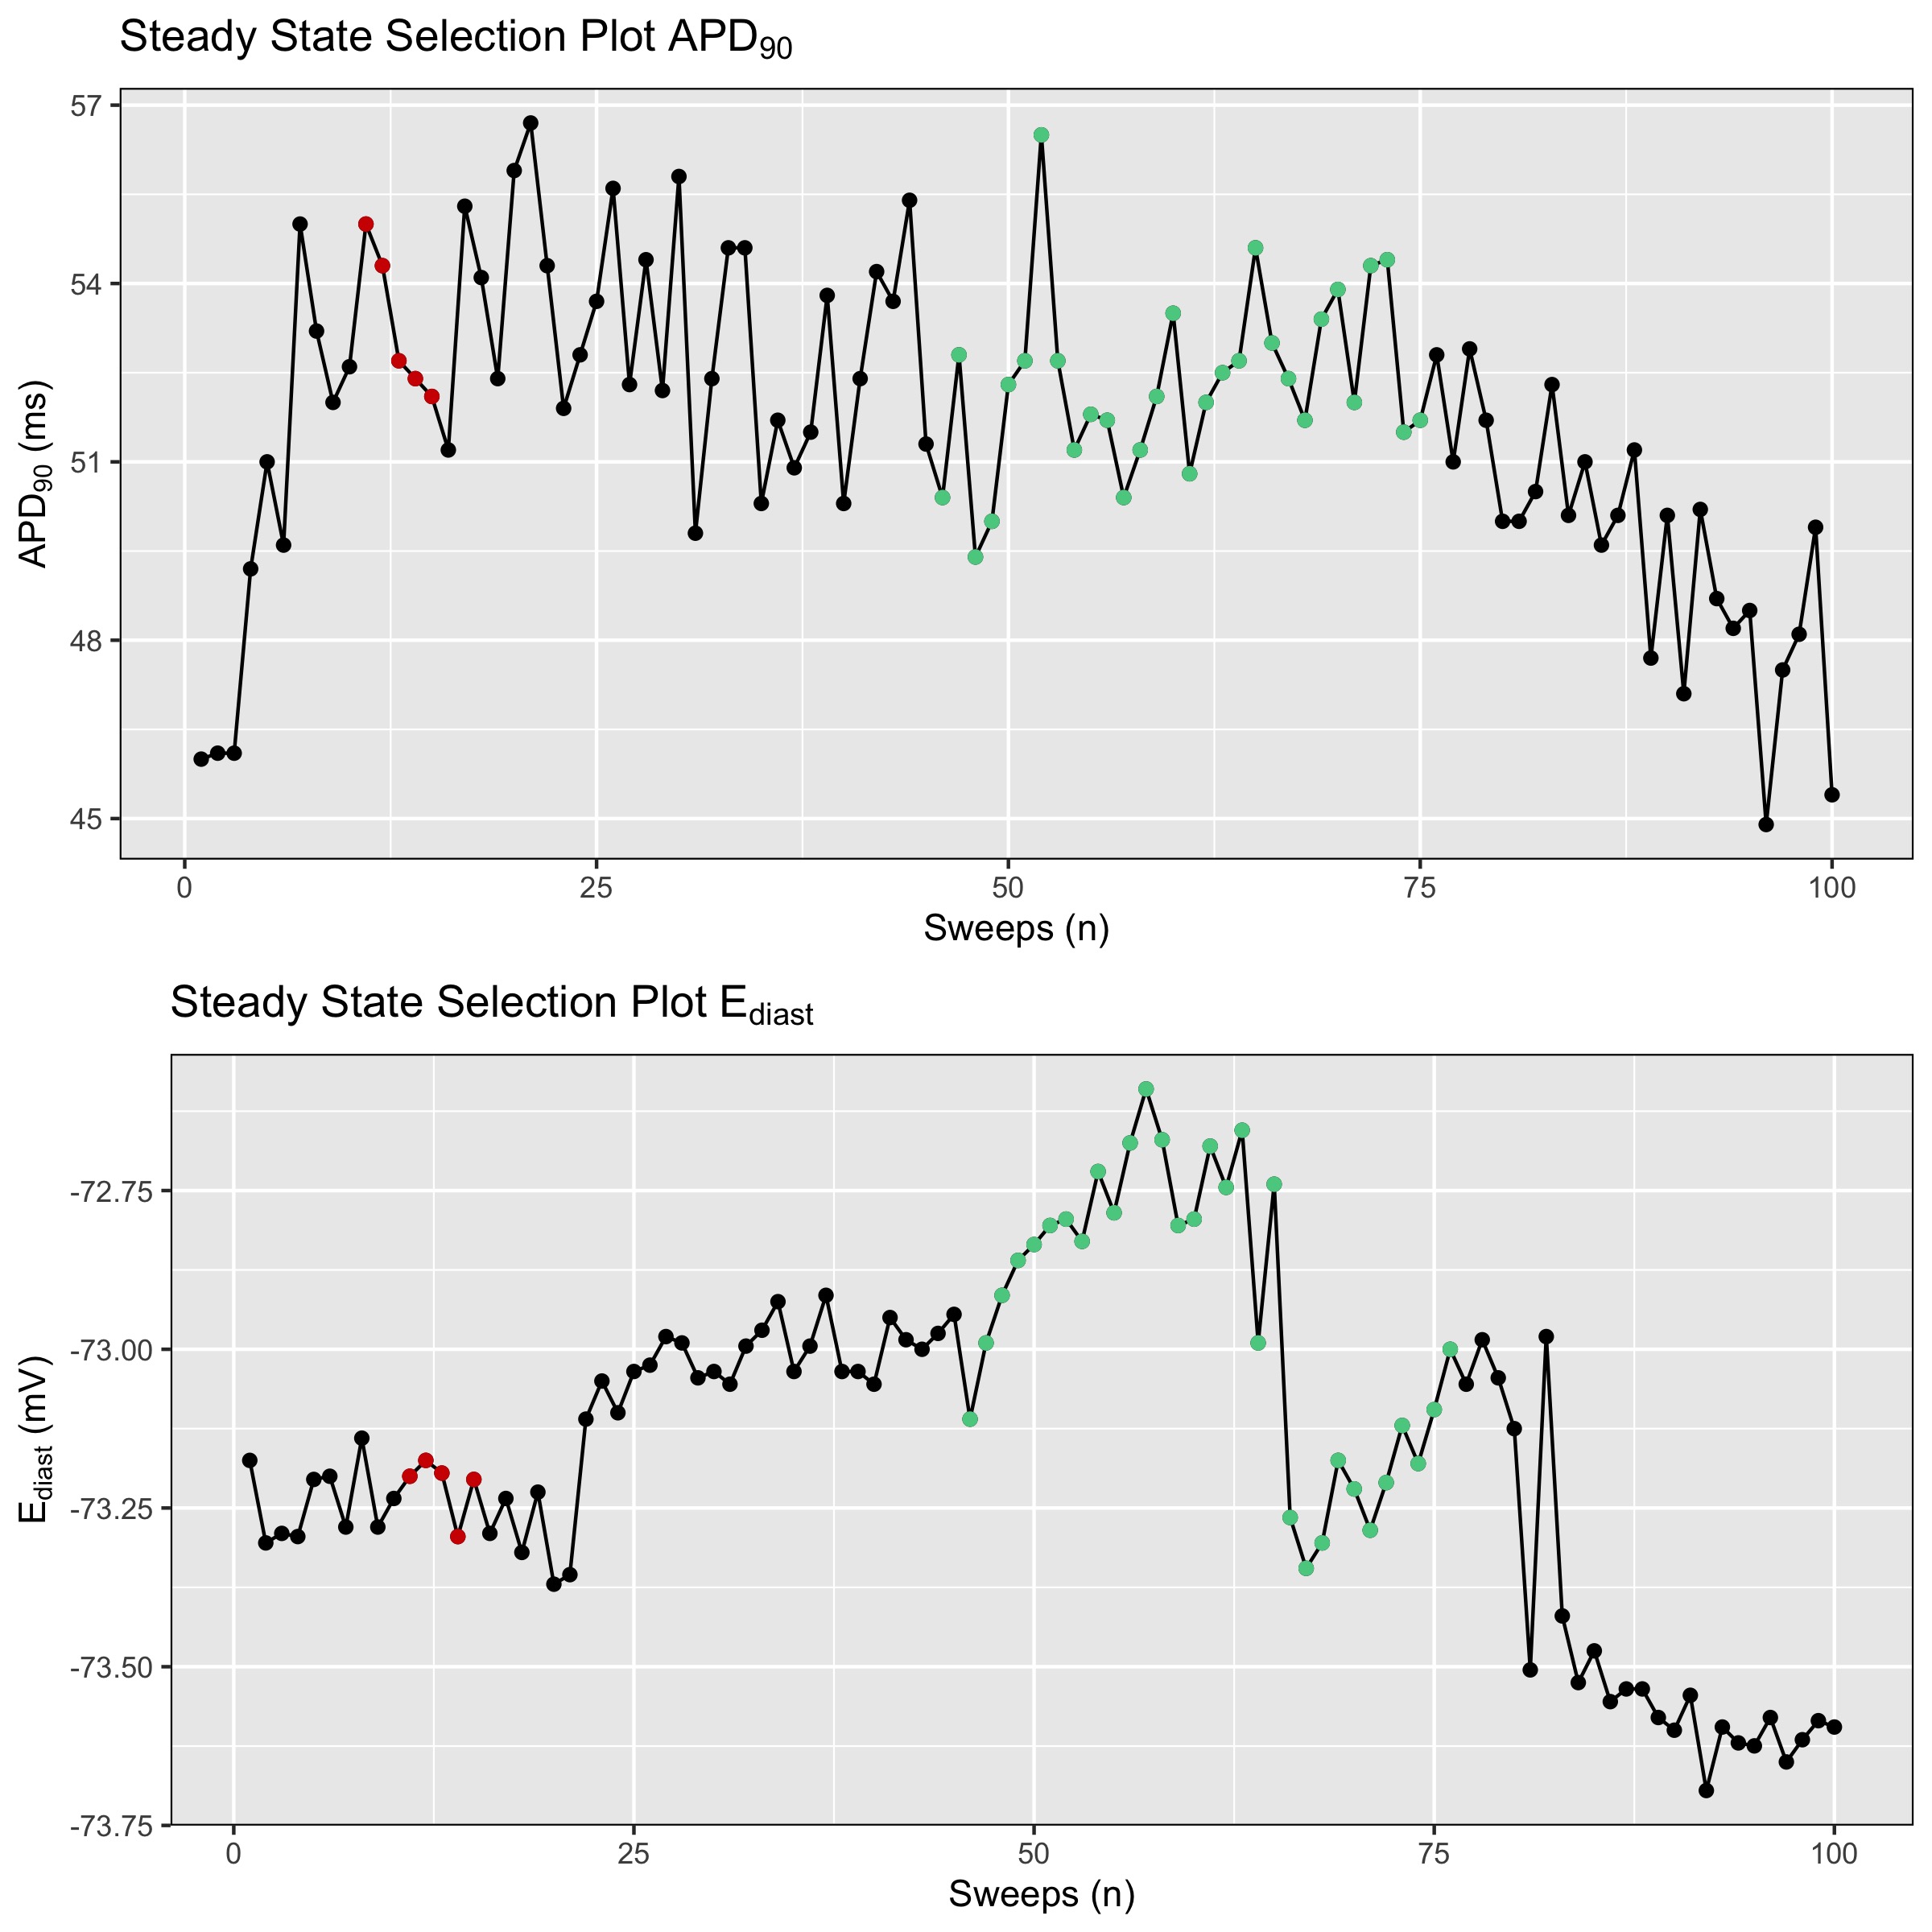 Steady State Selection Plot APD90
57
54
51
48
45
APD90 (ms)
0 25 50 75 100
Sweeps (n)
Steady State Selection Plot Ediast
-72.75
-73.00
-73.25
-73.50
-73.75
Ediast (mV)
0 25 50 75 100
Sweeps (n)